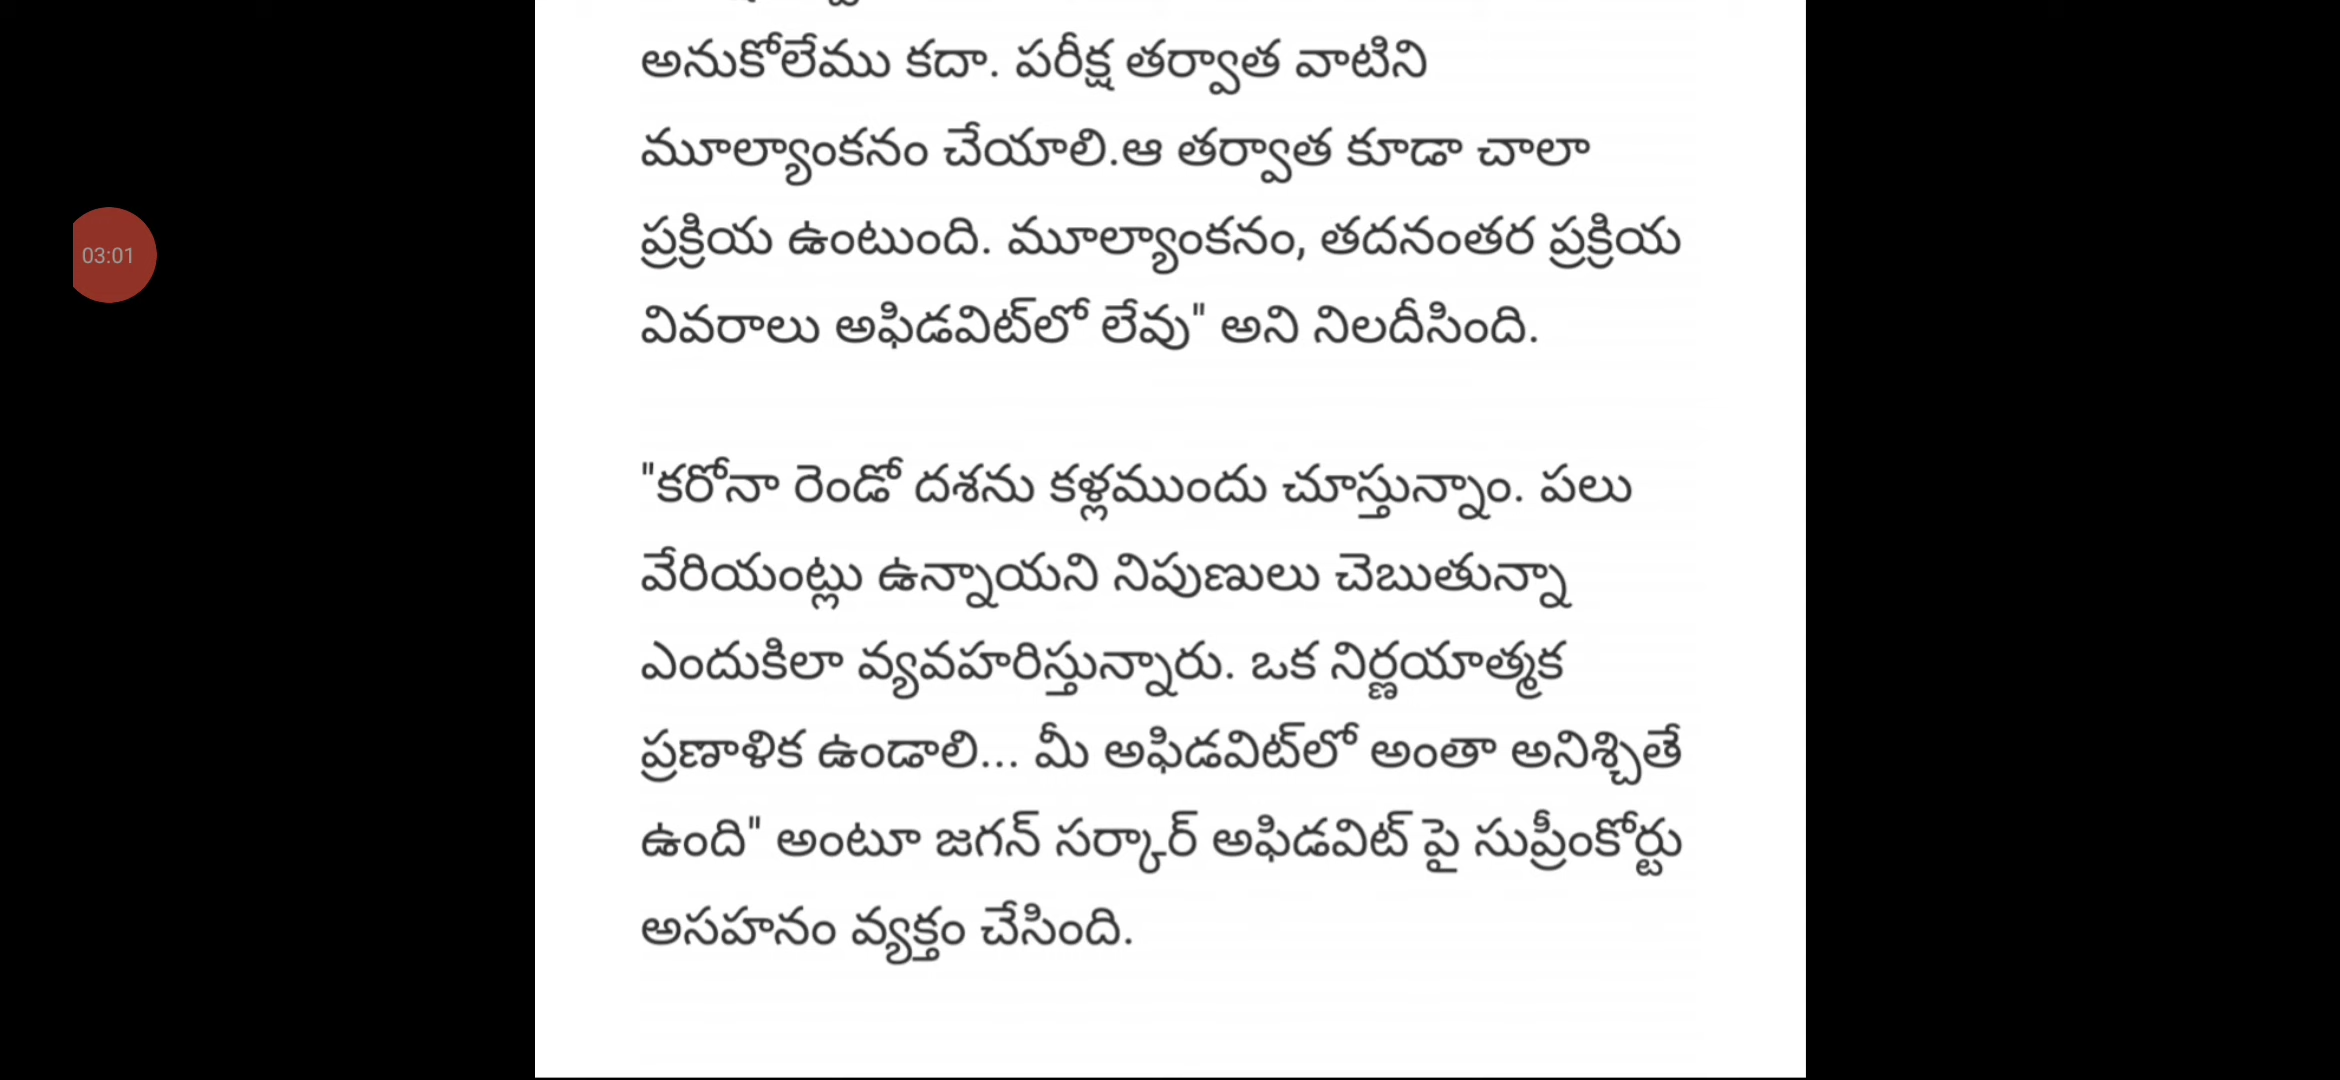 అనుకోలేము కదా. పరీక్ష తర్వాత వాటిని
మూల్యాంకనం చేయాలి.ఆ తర్వాత కూడా చాలా
ప్రక్రియ ఉంటుంది. మూల్యాంకనం, తదనంతర ప్రక్రియ
వివరాలు అఫిడవిట్‌లో లేవు" అని నిలదీసింది.
03:01
"కరోనా రెండో దశను కళ్లముందు చూస్తున్నాం. పలు
వేరియంట్లు ఉన్నాయని నిపుణులు చెబుతున్నా
ఎందుకిలా వ్యవహరిస్తున్నారు. ఒక నిర్ణయాత్మక
ప్రణాళిక ఉండాలి... మీ అఫిడవిట్‌లో అంతా అనిశ్చితే
ఉంది" అంటూ జగన్ సర్కార్ అఫిడవిట్ పై సుప్రీంకోర్టు
అసహనం వ్యక్తం చేసింది.